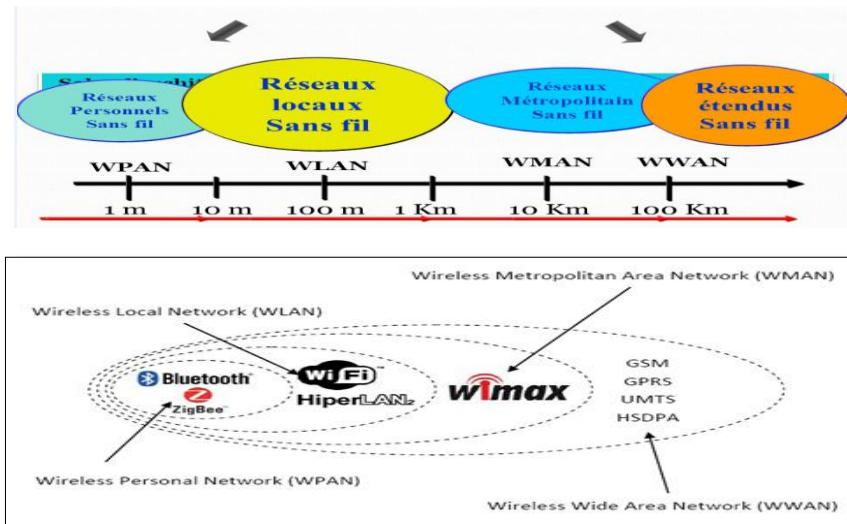 Réseaux
Personnels
Sans fil
Réseaux
locaux
Sans fil
Réseaux
Métropolitain
Sans fil
Réseaux
étendus
Sans fil
WPAN
WLAN
WMAN
WWAN
1 m
10 m
100 m
1 Km
10 Km
100 Km
Wireless Metropolitan Area Network (WMAN)
Wireless Local Network (WLAN)
Bluetooth
ZigBee
WiFi
HiperLAN2
wimax
GSM
GPRS
UMTS
HSDPA
Wireless Personal Network (WPAN)
Wireless Wide Area Network (WWAN)